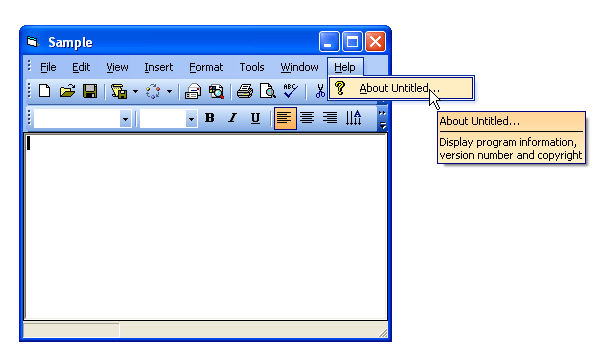 Sample
File Edit View Insert Format Tools Window Help
About Untitled...
B I U
About Untitled...
Display program information,
version number and copyright